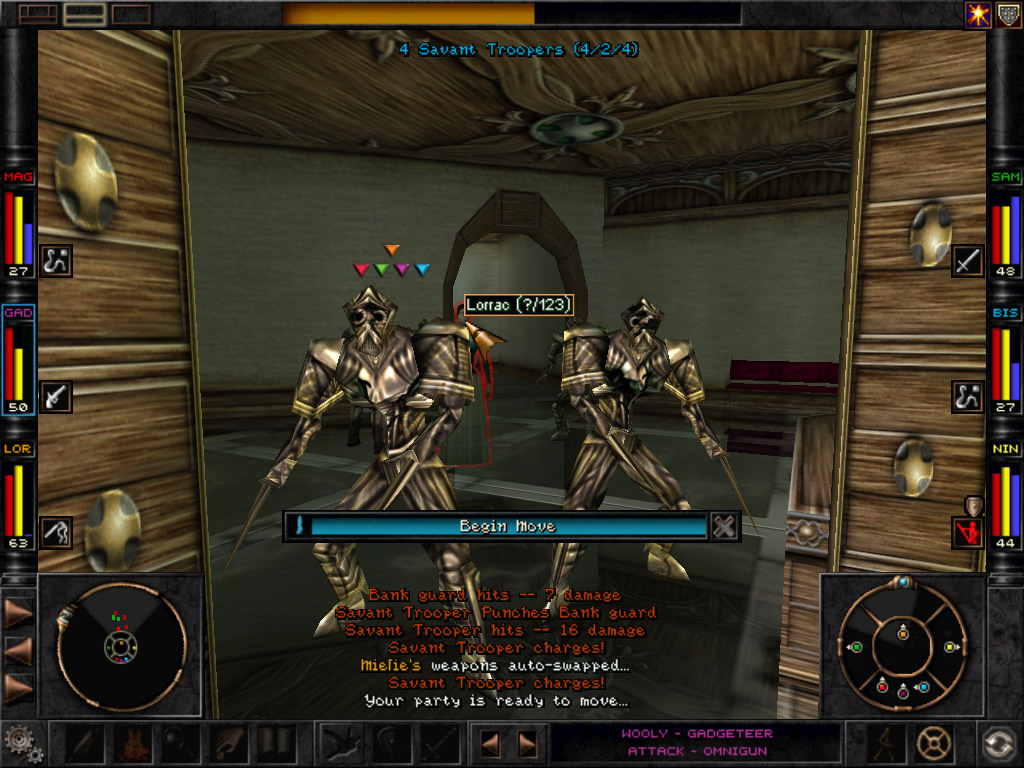 4 Savant Troopers (4/2/4)
MAG
SAM
Lorrac (?/123)
27
48
GAD
BIS
50
27
LOR
NIN
Begin Move
63
44
Bank guard hits -- 7 damage
Savant Trooper Punches Bank guard
Savant Trooper hits -- 16 damage
Savant Trooper charges!
Mielie's weapons auto-swapped...
Savant Trooper charges!
Your party is ready to move...
WOOLY - GADGETEER
ATTACK - OMNIGUN